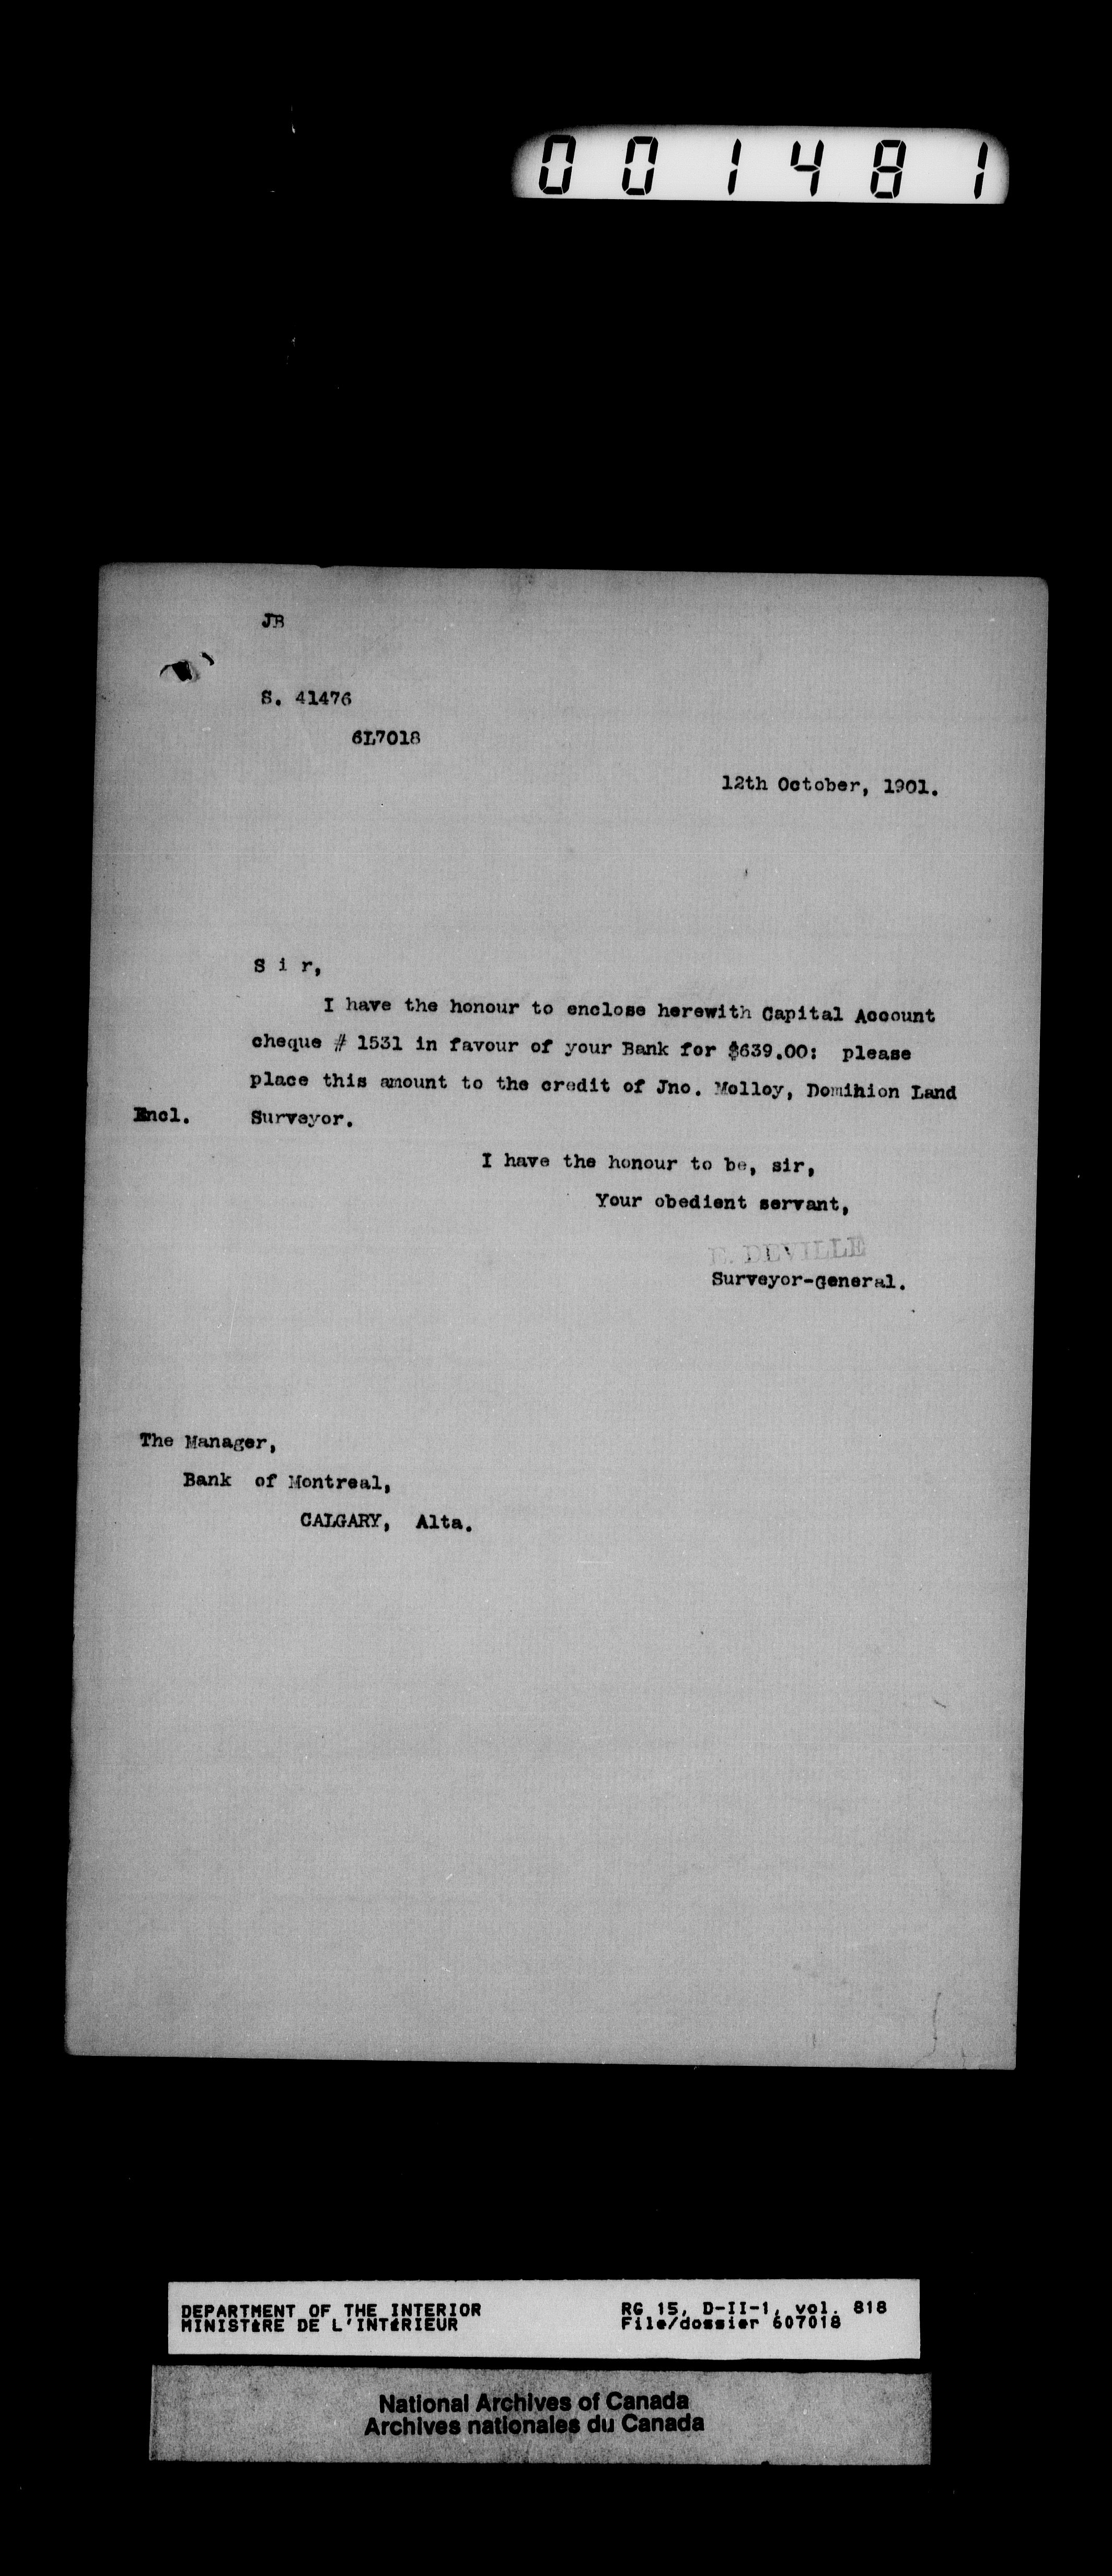 001481
JB
S. 41476
6L7018
12th October, 1901.
S i r,
I have the honour to enclose herewith Capital Account
cheque # 1531 in favour of your Bank for $639.00: please
place this amount to the credit of Jno. Molloy, Dominion Land
Encl. Surveyor.
I have the honour to be, sir,
Your obedient servant,
E. DEVILLE
Surveyor-General.
The Manager,
Bank of Montreal,
CALGARY, Alta.
DEPARTMENT OF THE INTERIOR RG 15, D-II-1, vol. 818
MINISTÈRE DE L'INTÉRIEUR File/dossier 607018
National Archives of Canada
Archives nationales du Canada